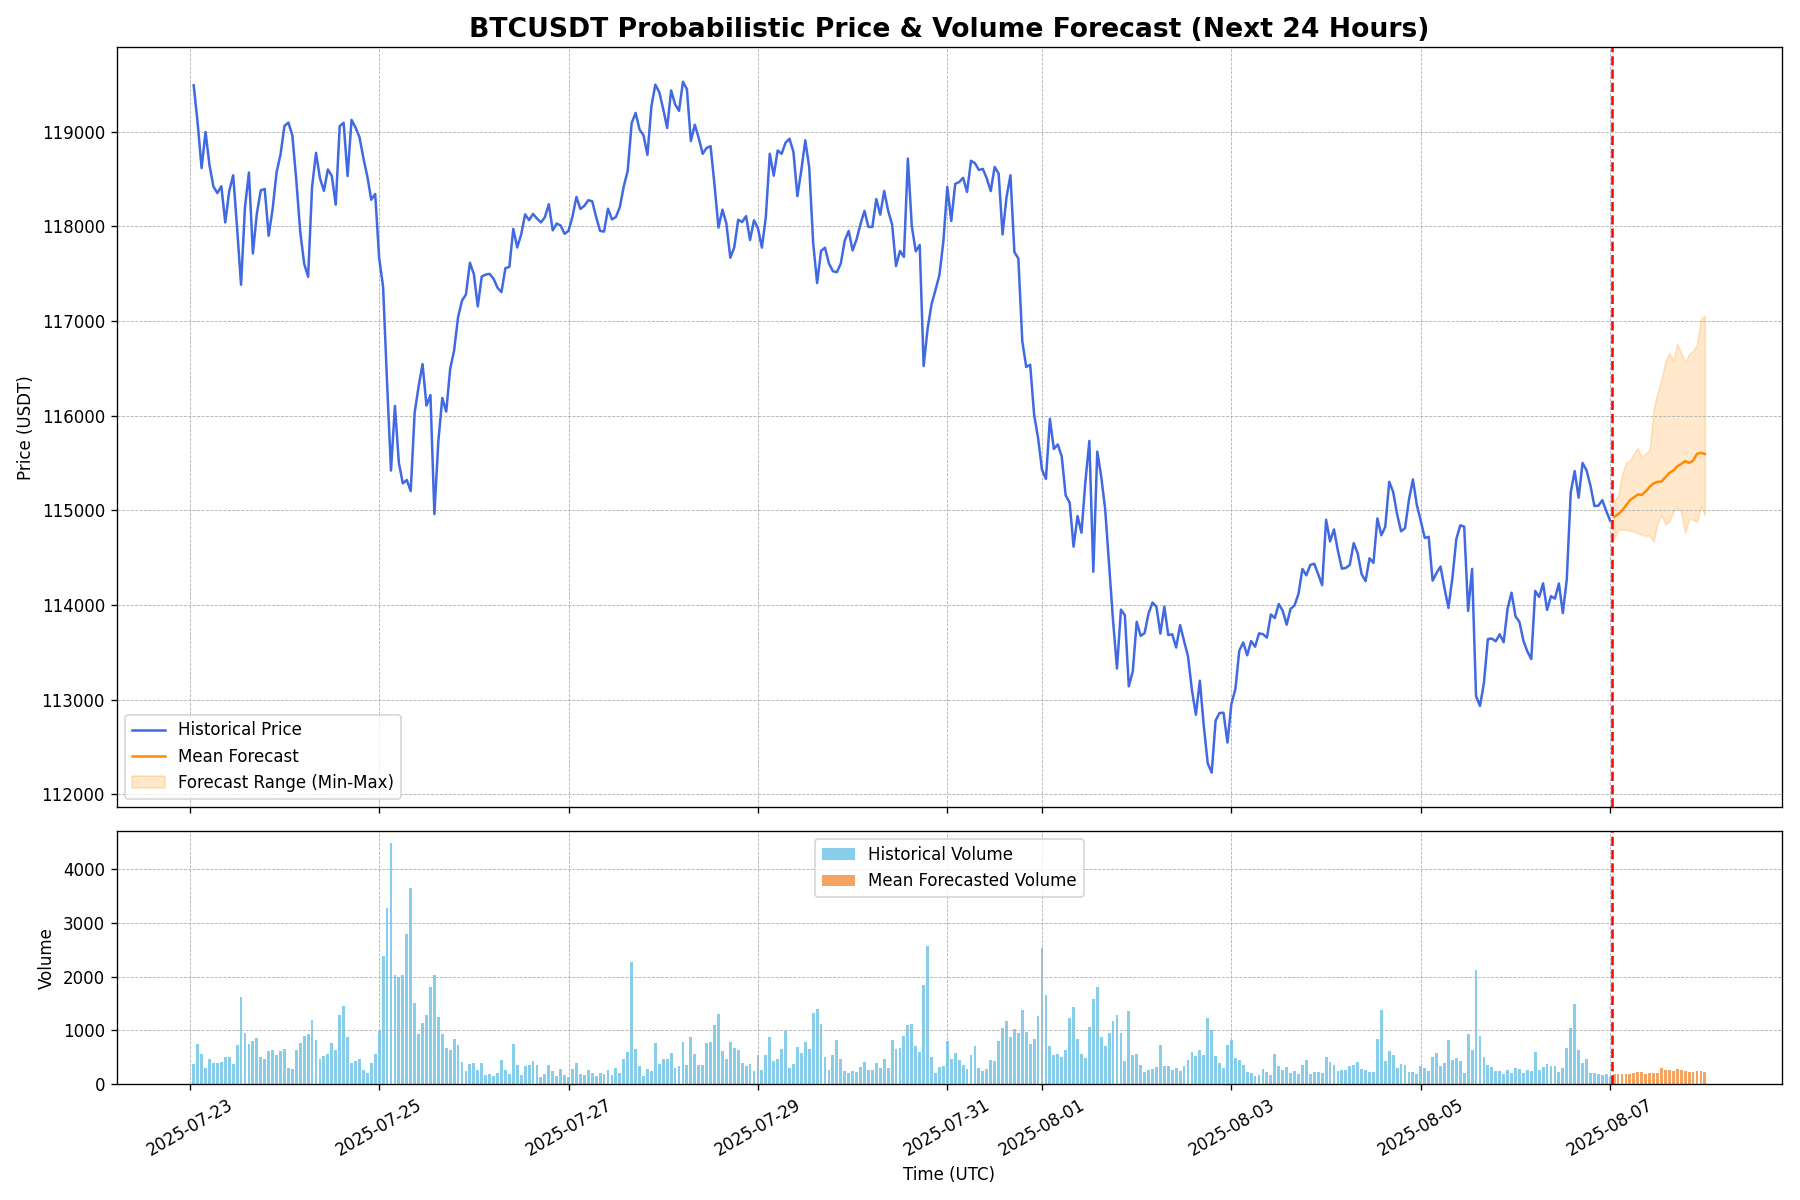 BTCUSDT Probabilistic Price & Volume Forecast (Next 24 Hours)
Price (USDT)
119000
118000
117000
116000
115000
114000
113000
112000
Historical Price
Mean Forecast
Forecast Range (Min-Max)
Volume
4000
3000
2000
1000
0
Historical Volume
Mean Forecasted Volume
2025-07-23
2025-07-25
2025-07-27
2025-07-29
2025-07-31
2025-08-01
2025-08-03
2025-08-05
2025-08-07
Time (UTC)